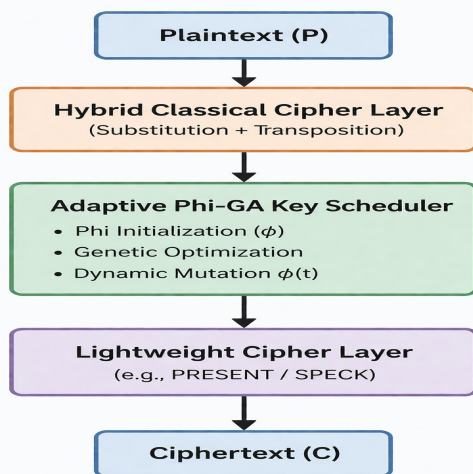 Plaintext (P)
Hybrid Classical Cipher Layer
(Substitution + Transposition)
Adaptive Phi-GA Key Scheduler
• Phi Initialization (ϕ)
• Genetic Optimization
• Dynamic Mutation ϕ(t)
Lightweight Cipher Layer
(e.g., PRESENT / SPECK)
Ciphertext (C)